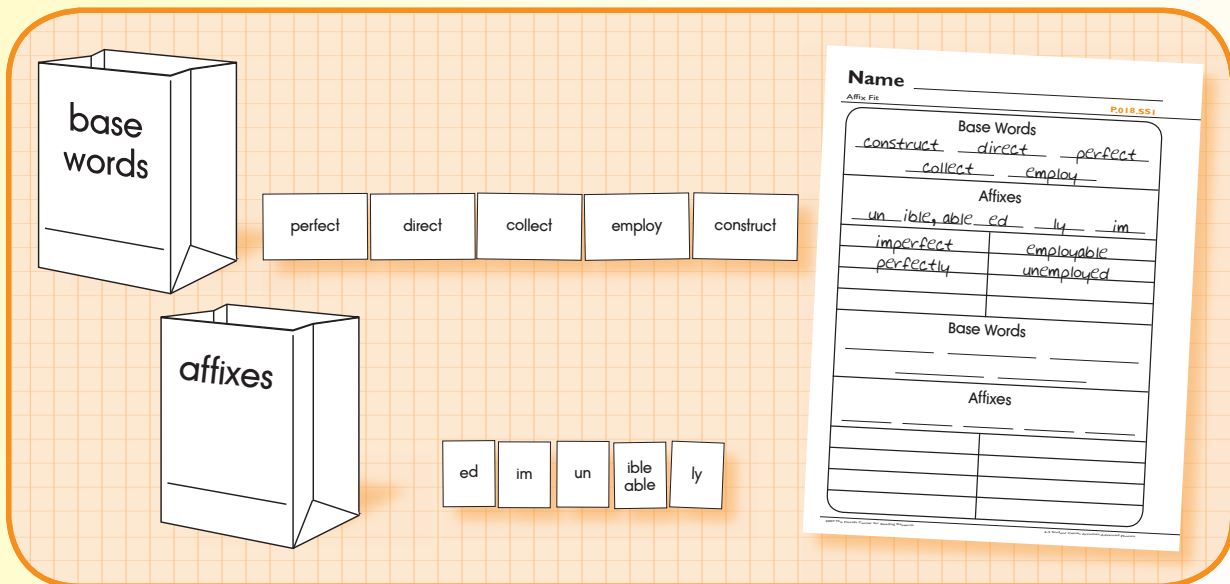 base
words
perfect
direct
collect
employ
construct
affixes
ed
im
un
ible
able
ly
Name
Affix Fit
P.018.SS1
Base Words
construct direct perfect
collect employ
Affixes
un ible, able ed ly im
imperfect employable
perfectly unemployed
Base Words
Affixes